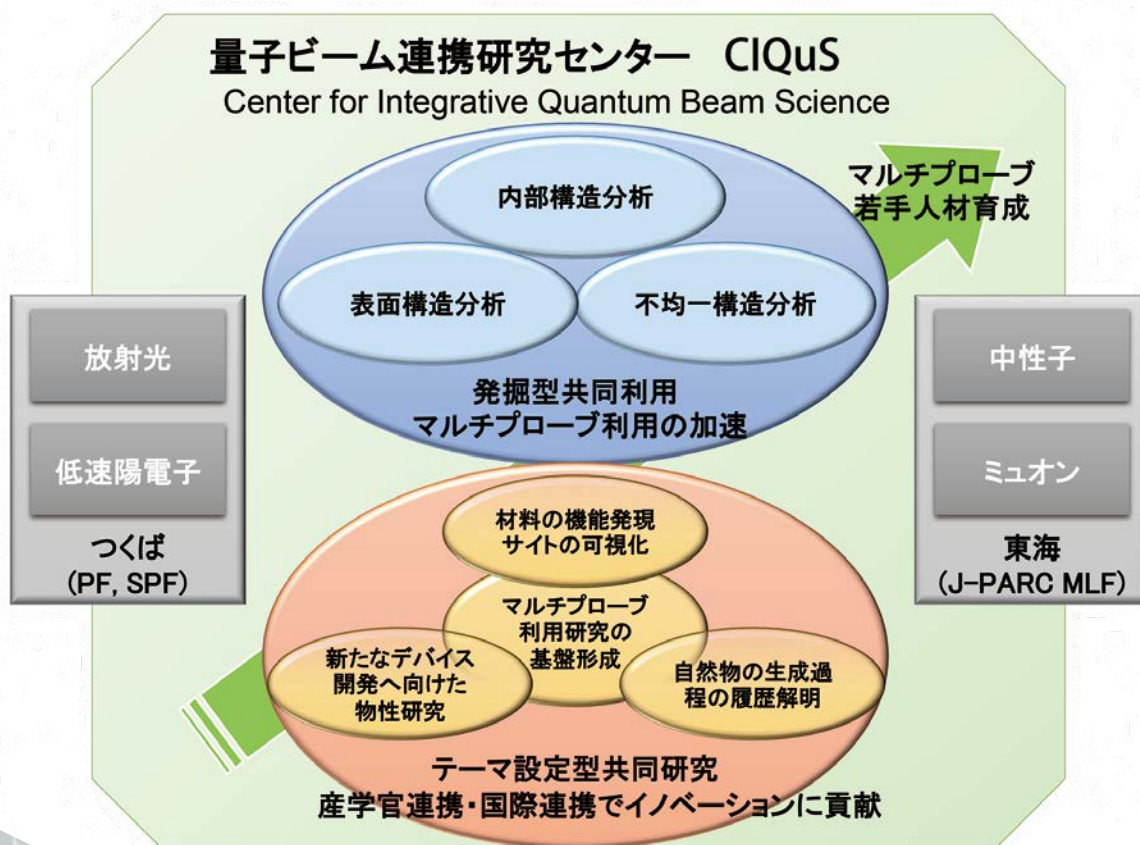 量子ビーム連携研究センター CIQuS
Center for Integrative Quantum Beam Science
マルチプローブ
若手人材育成
内部構造分析
表面構造分析
不均一構造分析
発掘型共同利用
マルチプローブ利用の加速
放射光
低速陽電子
つくば
(PF, SPF)
中性子
ミュオン
東海
(J-PARC MLF)
材料の機能発現
サイトの可視化
マルチプローブ
利用研究の
基盤形成
新たなデバイス
開発へ向けた
物性研究
自然物の生成過
程の履歴解明
テーマ設定型共同研究
産学官連携・国際連携でイノベーションに貢献